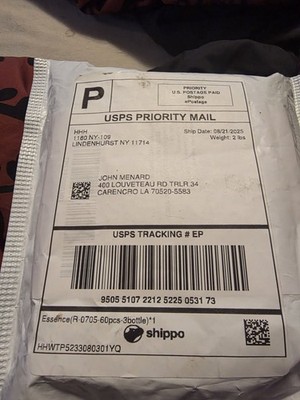 P
PRIORITY
U.S. POSTAGE PAID
Shippo
ePostage
USPS PRIORITY MAIL
HHH
1160 NY-109
LINDENHURST NY 11714
Ship Date: 08/21/2025
Weight: 2 lbs
JOHN MENARD
400 LOUVETEAU RD TRLR 34
CARENCRO LA 70520-5583
USPS TRACKING # EP
9505 5107 2212 5225 0531 73
Essence(R-0705-60pcs-3bottle)*1
shippo
HHWTP5233080301YQ